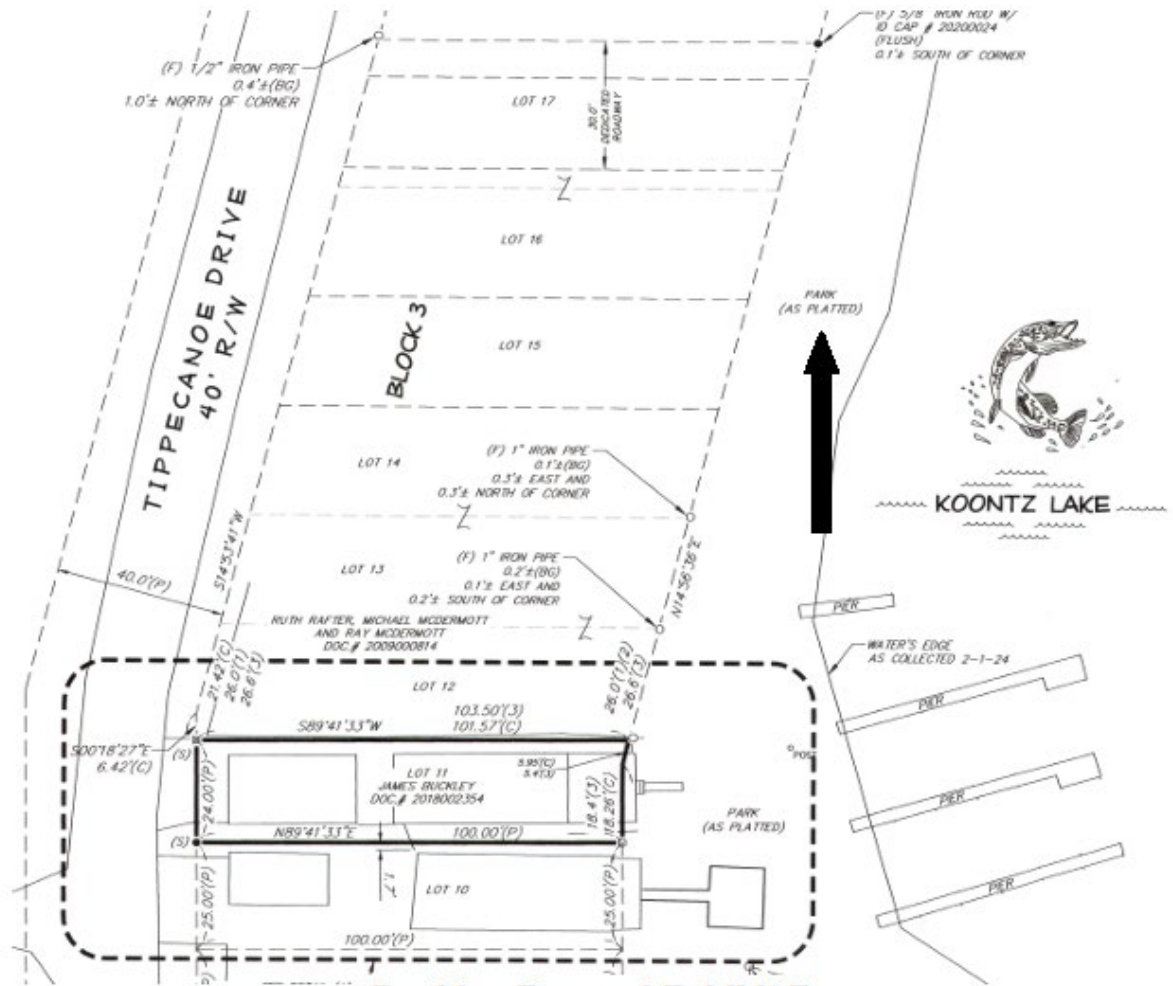 (F) 5/8" IRON ROD W/
ID CAP # 20200024
(FLUSH)
0.1'± SOUTH OF CORNER
(F) 1/2" IRON PIPE
0.4'±(BG)
1.0'± NORTH OF CORNER
LOT 17
30.0'
DEDICATED
ROADWAY
TIPPECANOE DRIVE
40' R/W
LOT 16
BLOCK 3
PARK
(AS PLATTED)
LOT 15
LOT 14
(F) 1" IRON PIPE
0.1'±(BG)
0.3'± EAST AND
0.3'± NORTH OF CORNER
KOONTZ LAKE
S14°53'41"W
N14°56'36"E
(F) 1" IRON PIPE
0.2'±(BG)
0.1'± EAST AND
0.2'± SOUTH OF CORNER
40.0'(P)
LOT 13
RUTH RAFTER, MICHAEL MCDERMOTT
AND RAY MCDERMOTT
DOC.# 2009000814
PIER
WATER'S EDGE
AS COLLECTED 2-1-24
21.42'(C)
26.0'(1)
26.6'(3)
26.0'(1)(2)
26.6'(3)
LOT 12
103.50'(3)
S89°41'33"W
101.57'(C)
S00°18'27"E
6.42'(C)
(S)
PIER
POST
24.00'(P)
LOT 11
JAMES BUCKLEY
DOC.# 2018002354
5.95'(C)
5.4'(3)
18.4'(3)
18.26'(C)
PARK
(AS PLATTED)
PIER
N89°41'33"E
100.00'(P)
(S)
1.7'
LOT 10
25.00'(P)
25.00'(P)
PIER
100.00'(P)